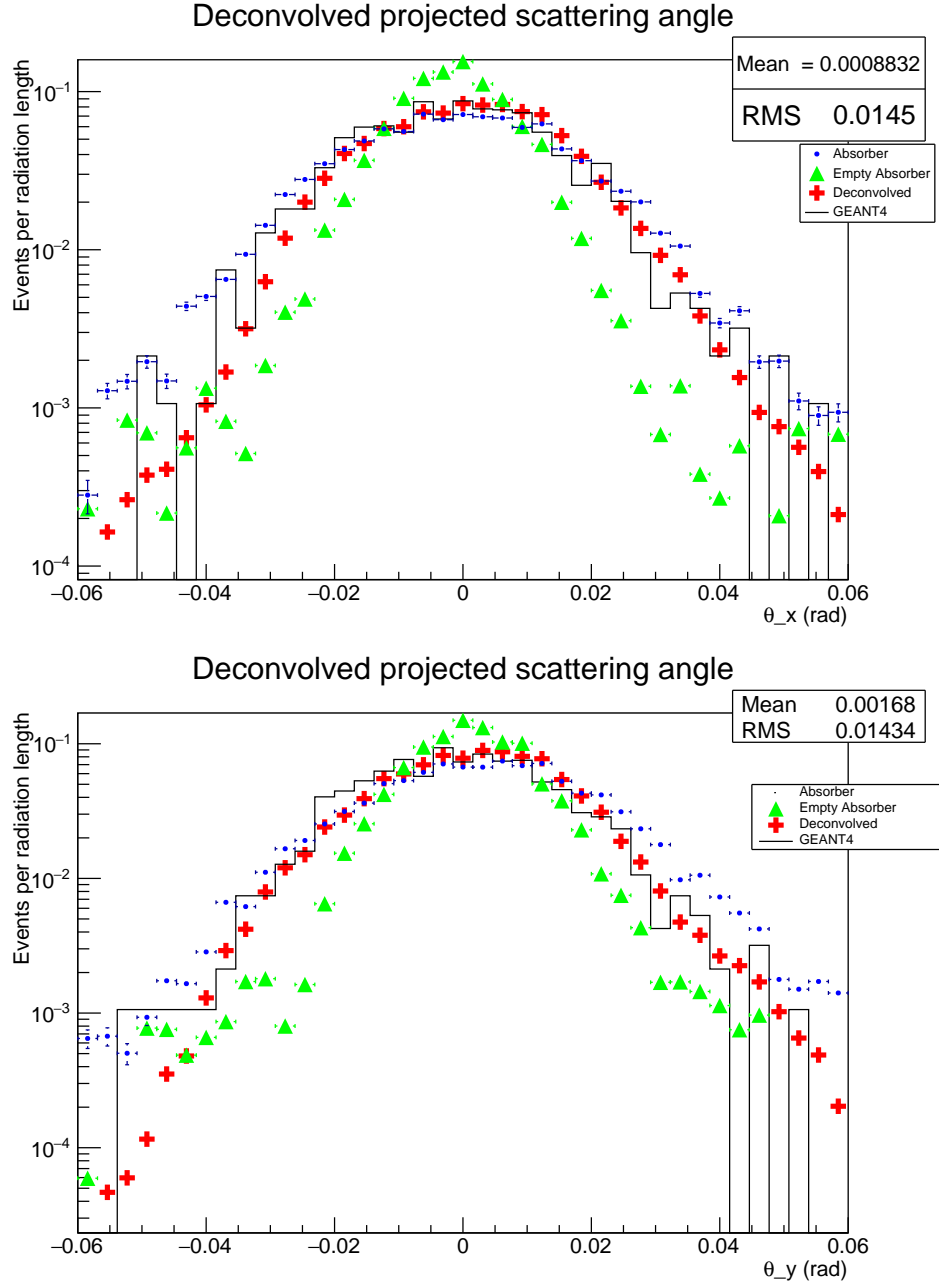 Deconvolved projected scattering angle
Mean = 0.0008832
RMS 0.0145
Absorber
Empty Absorber
Deconvolved
GEANT4
Events per radiation length
10⁻¹
10⁻²
10⁻³
10⁻⁴
−0.06 −0.04 −0.02 0 0.02 0.04 0.06
θ_x (rad)
Deconvolved projected scattering angle
Mean 0.00168
RMS 0.01434
Absorber
Empty Absorber
Deconvolved
GEANT4
Events per radiation length
10⁻¹
10⁻²
10⁻³
10⁻⁴
−0.06 −0.04 −0.02 0 0.02 0.04 0.06
θ_y (rad)